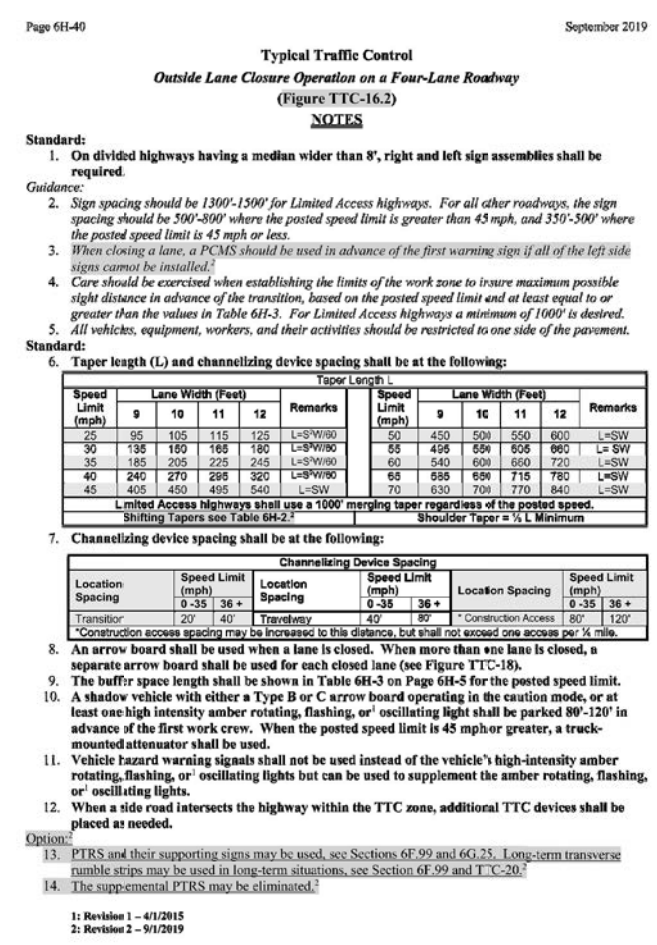 Page 6H-40 September 2019
Typical Traffic Control
Outside Lane Closure Operation on a Four-Lane Roadway
(Figure TTC-16.2)
NOTES
Standard:
1. On divided highways having a median wider than 8', right and left sign assemblies shall be
required.
Guidance:
2. Sign spacing should be 1300'-1500' for Limited Access highways. For all other roadways, the sign
spacing should be 500'-800' where the posted speed limit is greater than 45 mph, and 350'-500' where
the posted speed limit is 45 mph or less.
3. When closing a lane, a PCMS should be used in advance of the first warning sign if all of the left side
signs cannot be installed.²
4. Care should be exercised when establishing the limits of the work zone to insure maximum possible
sight distance in advance of the transition, based on the posted speed limit and at least equal to or
greater than the values in Table 6H-3. For Limited Access highways a minimum of 1000' is desired.
5. All vehicles, equipment, workers, and their activities should be restricted to one side of the pavement.
Standard:
6. Taper length (L) and channelizing device spacing shall be at the following:
Taper Length L
Speed Limit (mph) Lane Width (Feet) Remarks Speed Limit (mph) Lane Width (Feet) Remarks
9 10 11 12 9 10 11 12
25 95 105 115 125 L=S²W/60 50 450 500 550 600 L=SW
30 135 150 165 180 L=S²W/60 55 495 550 605 660 L= SW
35 185 205 225 245 L=S²W/60 60 540 600 660 720 L=SW
40 240 270 295 320 L=S²W/60 65 585 650 715 780 L=SW
45 405 450 495 540 L=SW 70 630 700 770 840 L=SW
Limited Access highways shall use a 1000' merging taper regardless of the posted speed.
Shifting Tapers see Table 6H-2.² Shoulder Taper = ⅓ L Minimum
7. Channelizing device spacing shall be at the following:
Channelizing Device Spacing
Location Spacing Speed Limit (mph) Location Spacing Speed Limit (mph) Location Spacing Speed Limit (mph)
0 -35 36 + 0 -35 36 + 0 -35 36 +
Transition 20' 40' Travelway 40' 80' * Construction Access 80' 120'
*Construction access spacing may be increased to this distance, but shall not exceed one access per ¼ mile.
8. An arrow board shall be used when a lane is closed. When more than one lane is closed, a
separate arrow board shall be used for each closed lane (see Figure TTC-18).
9. The buffer space length shall be shown in Table 6H-3 on Page 6H-5 for the posted speed limit.
10. A shadow vehicle with either a Type B or C arrow board operating in the caution mode, or at
least one high intensity amber rotating, flashing, or¹ oscillating light shall be parked 80'-120' in
advance of the first work crew. When the posted speed limit is 45 mph or greater, a truck-
mounted attenuator shall be used.
11. Vehicle hazard warning signals shall not be used instead of the vehicle's high-intensity amber
rotating, flashing, or¹ oscillating lights but can be used to supplement the amber rotating, flashing,
or¹ oscillating lights.
12. When a side road intersects the highway within the TTC zone, additional TTC devices shall be
placed as needed.
Option:²
13. PTRS and their supporting signs may be used, see Sections 6F.99 and 6G.25. Long-term transverse
rumble strips may be used in long-term situations, see Section 6F.99 and TTC-20.²
14. The supplemental PTRS may be eliminated.²
1: Revision 1 – 4/1/2015
2: Revision 2 – 9/1/2019